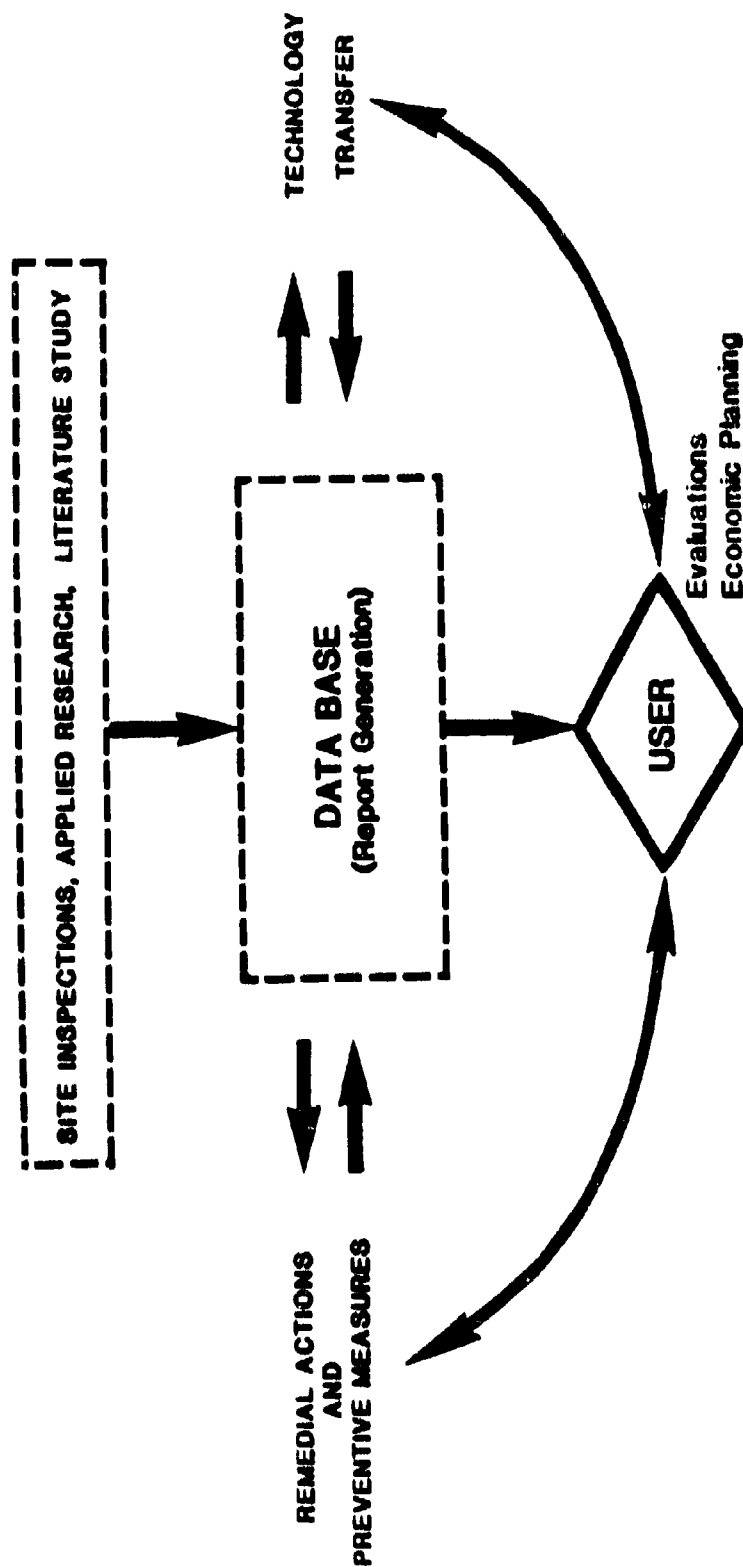 SITE INSPECTIONS, APPLIED RESEARCH, LITERATURE STUDY
REMEDIAL ACTIONS
AND
PREVENTIVE MEASURES
DATA BASE
(Report Generation)
TECHNOLOGY
TRANSFER
USER
Evaluations
Economic Planning